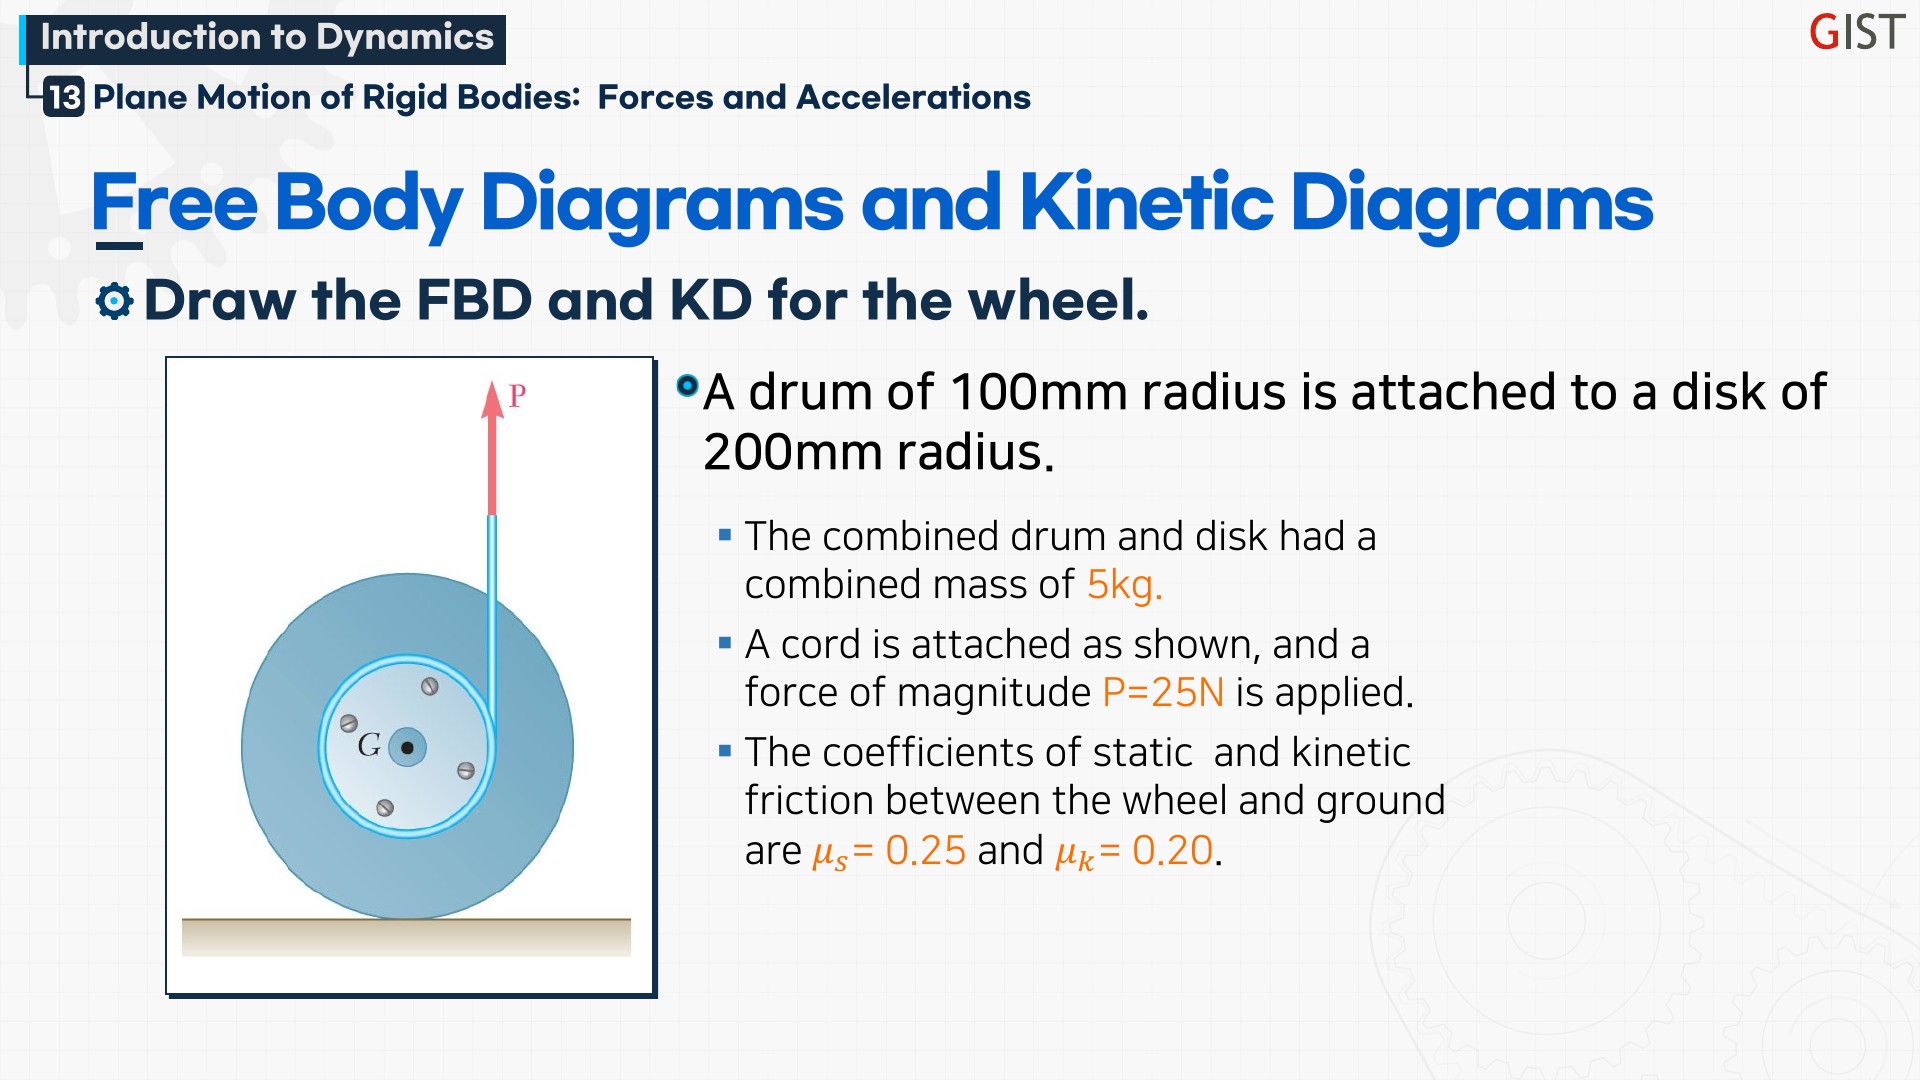 Introduction to Dynamics
GIST
13 Plane Motion of Rigid Bodies: Forces and Accelerations
Free Body Diagrams and Kinetic Diagrams
Draw the FBD and KD for the wheel.
P
G
A drum of 100mm radius is attached to a disk of
200mm radius.
The combined drum and disk had a
combined mass of 5kg.
A cord is attached as shown, and a
force of magnitude P=25N is applied.
The coefficients of static  and kinetic
friction between the wheel and ground
are μₛ= 0.25 and μₖ= 0.20.